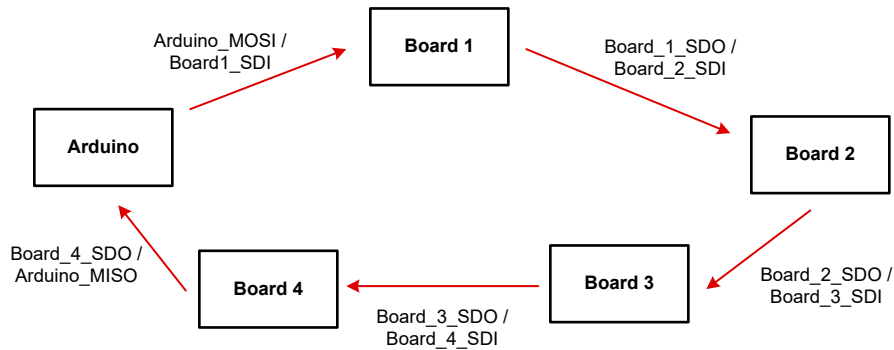 Arduino_MOSI /
Board1_SDI
Board 1
Board_1_SDO /
Board_2_SDI
Arduino
Board 2
Board_4_SDO /
Arduino_MISO
Board 4
Board_3_SDO /
Board_4_SDI
Board 3
Board_2_SDO /
Board_3_SDI